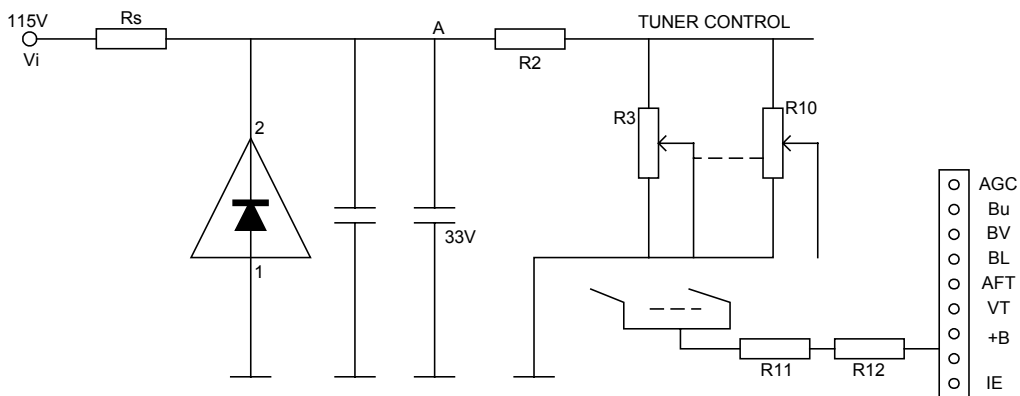 115V
Vi
Rs
A
R2
TUNER CONTROL
R3
R10
2
1
33V
R11
R12
AGC
Bu
BV
BL
AFT
VT
+B
IE